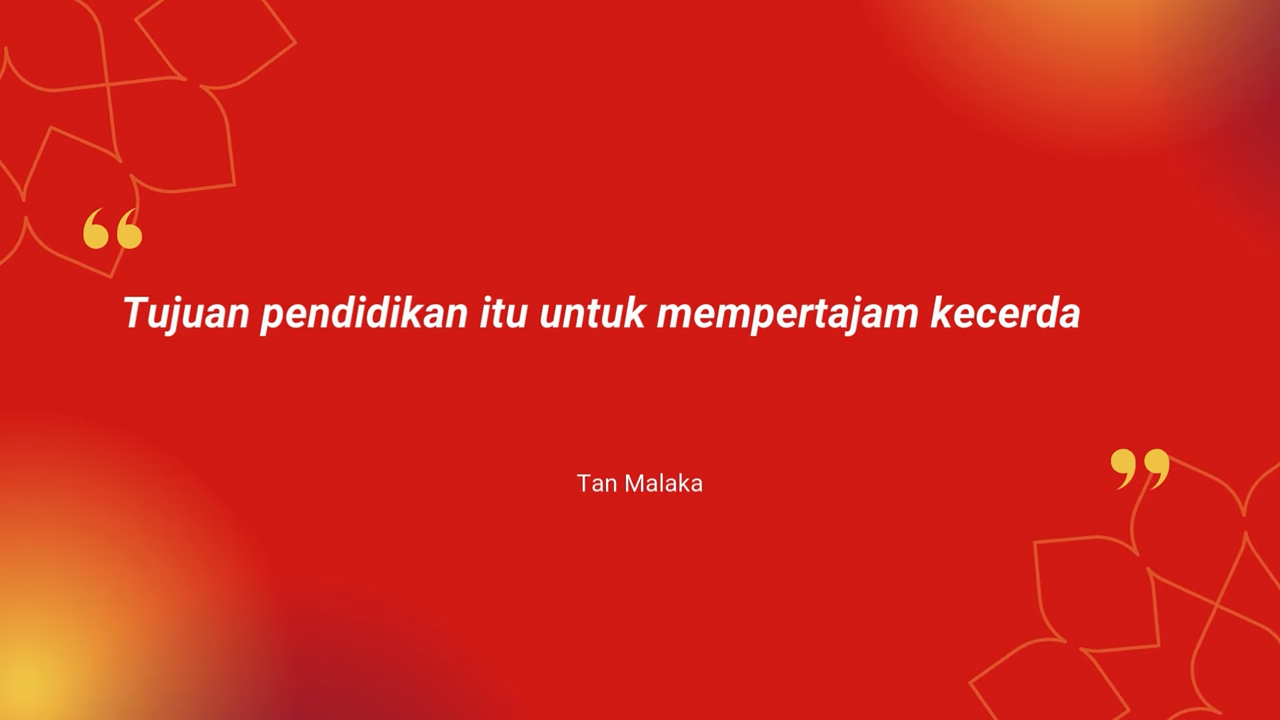 “
Tujuan pendidikan itu untuk mempertajam kecerda
”
Tan Malaka